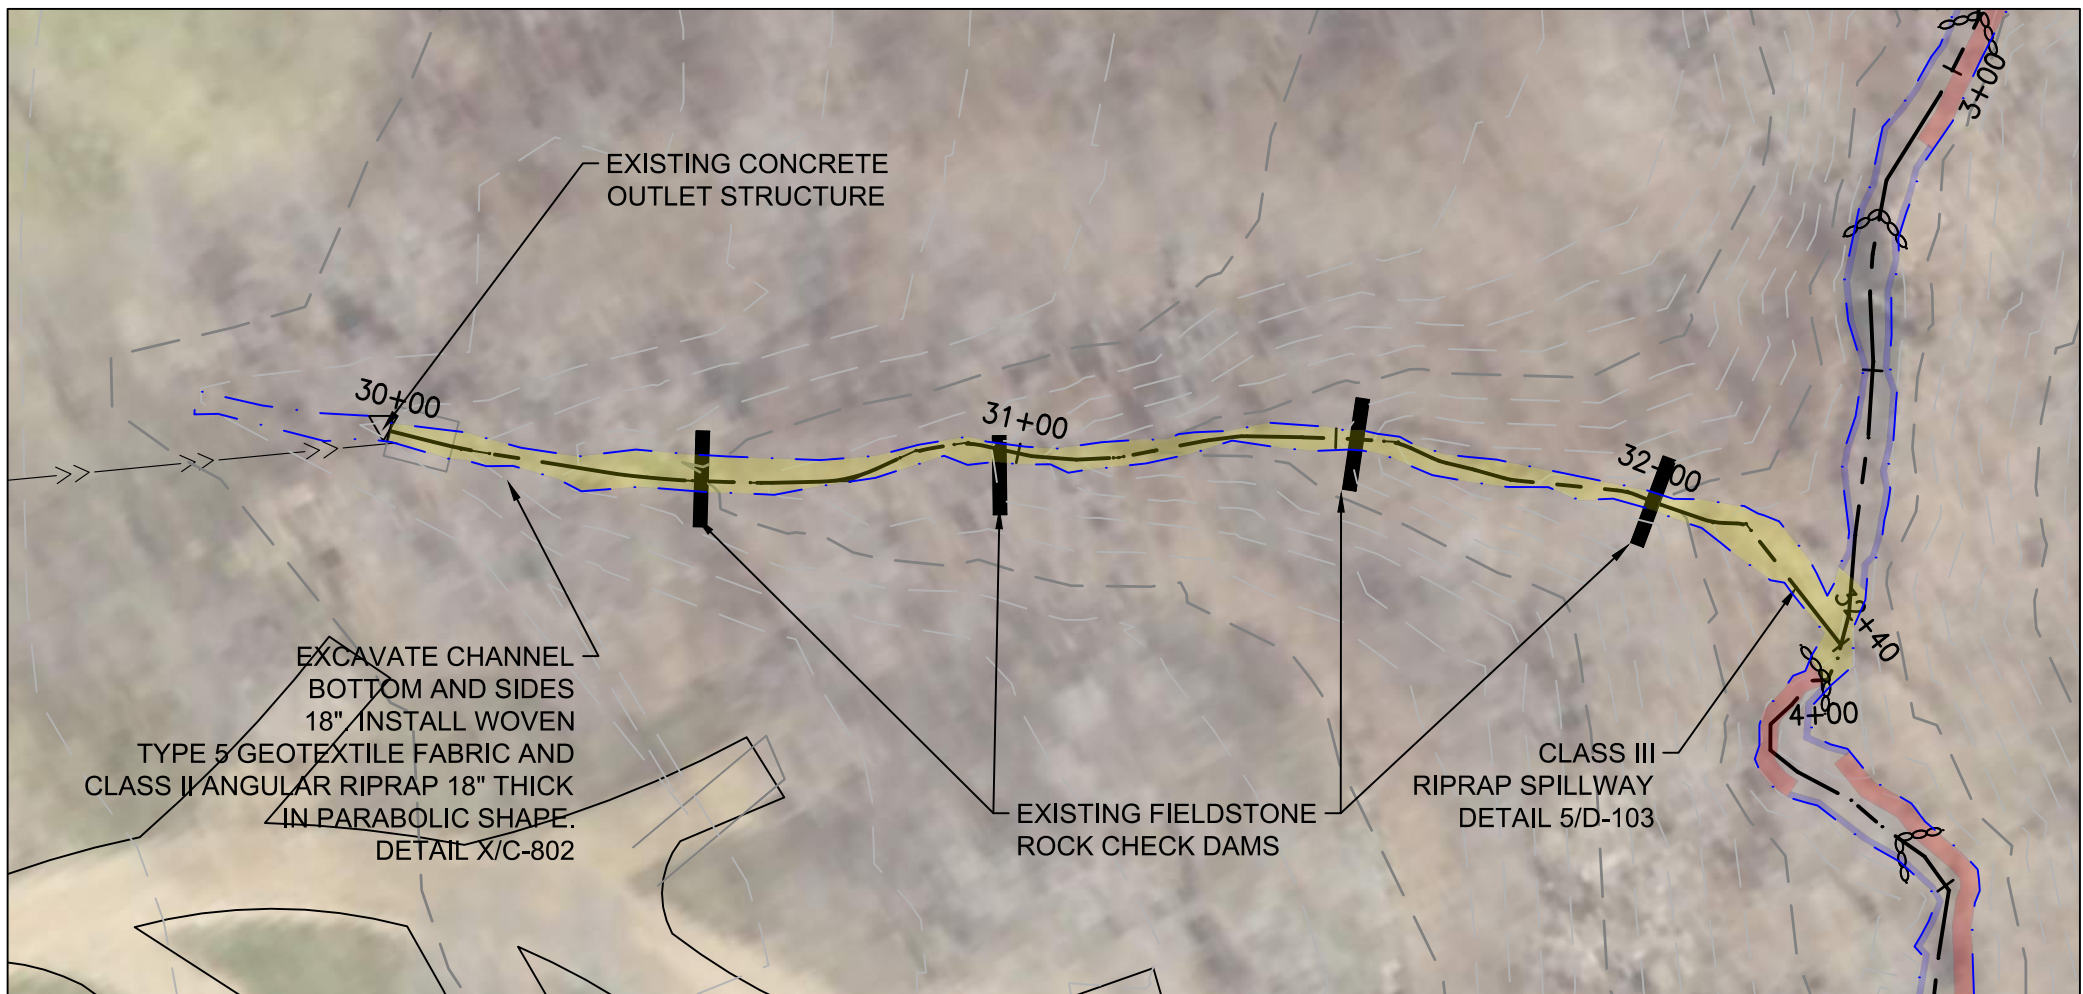 3+00
EXISTING CONCRETE
OUTLET STRUCTURE
30+00
31+00
32+00
32+40
EXCAVATE CHANNEL
BOTTOM AND SIDES
18". INSTALL WOVEN
TYPE 5 GEOTEXTILE FABRIC AND
CLASS II ANGULAR RIPRAP 18" THICK
IN PARABOLIC SHAPE.
DETAIL X/C-802
EXISTING FIELDSTONE
ROCK CHECK DAMS
CLASS III
RIPRAP SPILLWAY
DETAIL 5/D-103
4+00